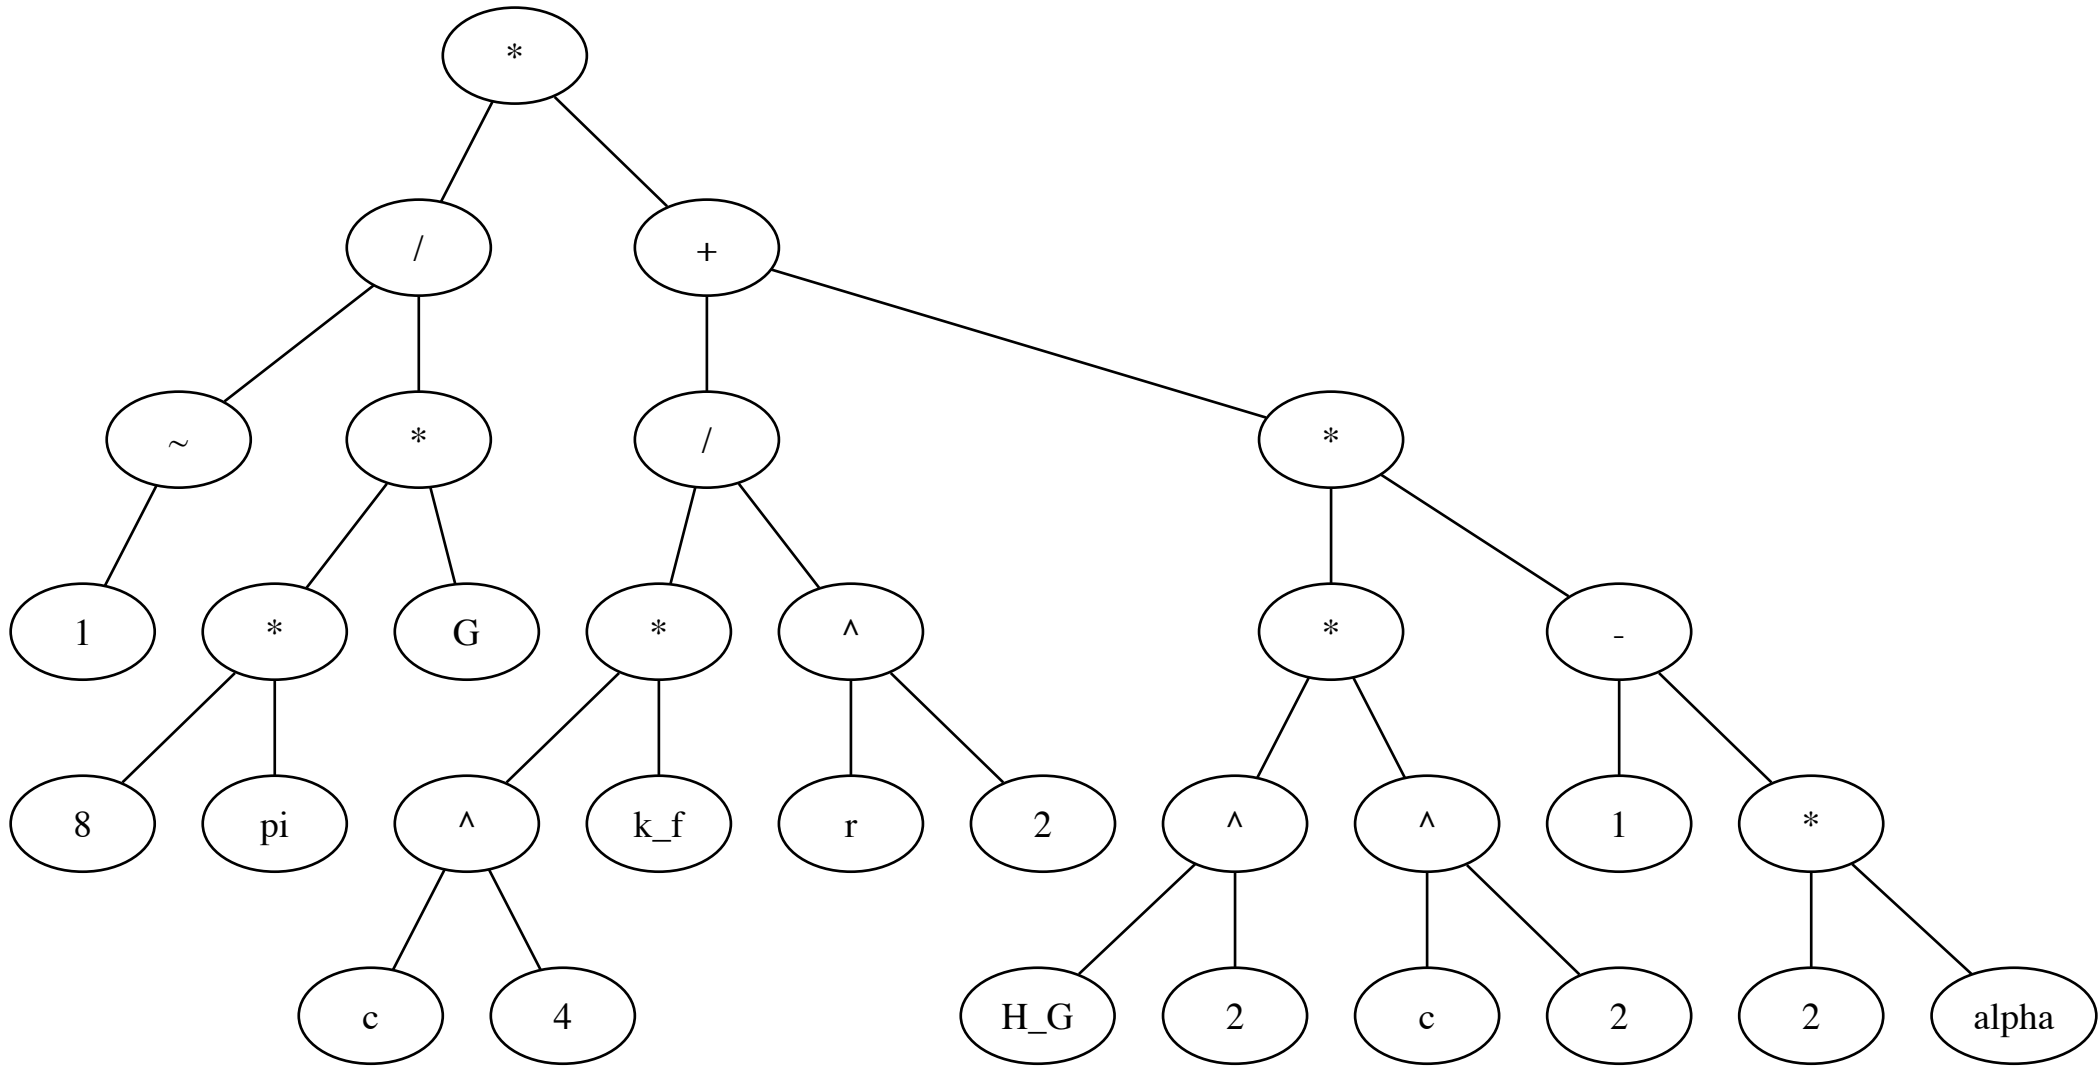 *
/ +
~ * / *
1 * G * ^ * -
8 pi ^ k_f r 2 ^ ^ 1 *
c 4 H_G 2 c 2 2 alpha